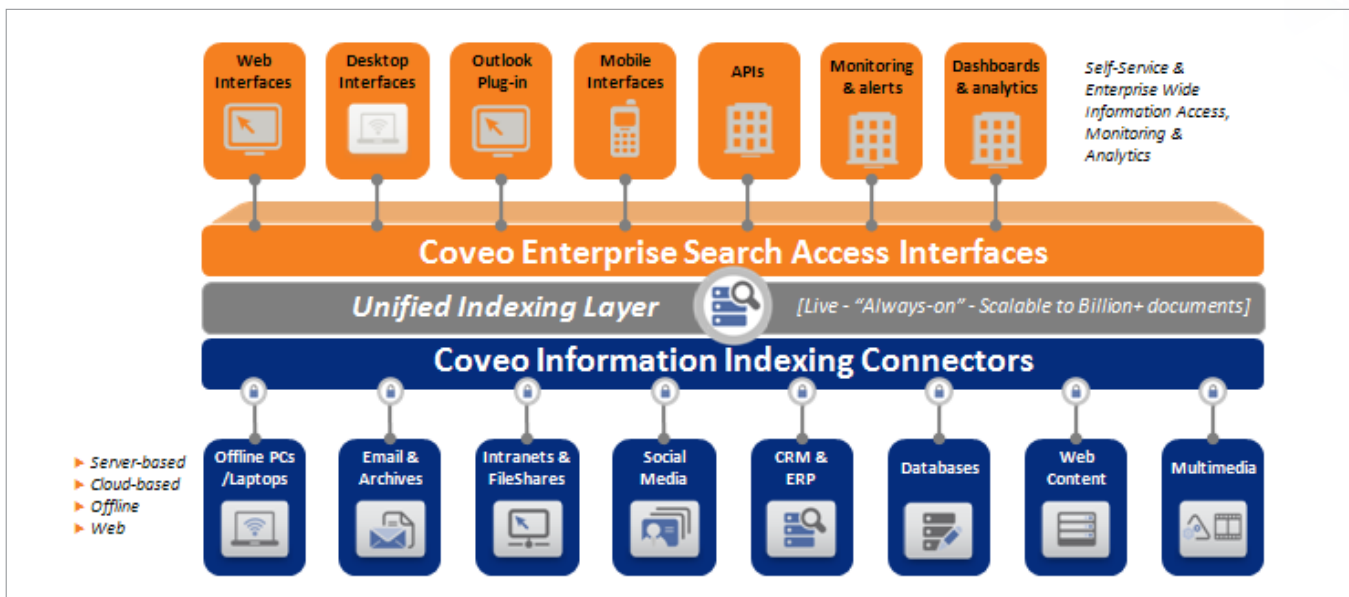 Web
Interfaces
Desktop
Interfaces
Outlook
Plug-in
Mobile
Interfaces
APIs
Monitoring
& alerts
Dashboards
& analytics
Self-Service &
Enterprise Wide
Information Access,
Monitoring &
Analytics
Coveo Enterprise Search Access Interfaces
Unified Indexing Layer
[Live - “Always-on” - Scalable to Billion+ documents]
Coveo Information Indexing Connectors
Server-based
Cloud-based
Offline
Web
Offline PCs
/Laptops
Email &
Archives
Intranets &
FileShares
Social
Media
CRM &
ERP
Databases
Web
Content
Multimedia